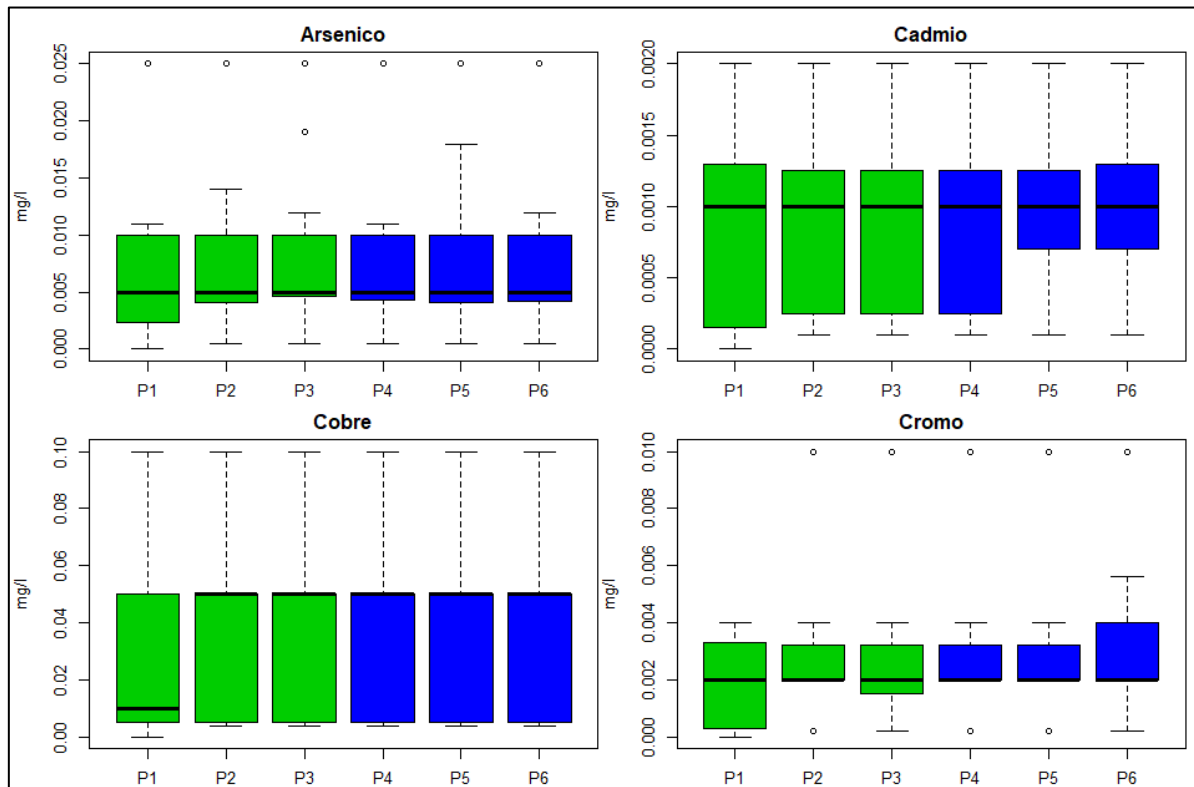 Arsenico
mg/l
0.025
0.020
0.015
0.010
0.005
0.000
P1 P2 P3 P4 P5 P6
Cadmio
mg/l
0.0020
0.0015
0.0010
0.0005
0.0000
P1 P2 P3 P4 P5 P6
Cobre
mg/l
0.10
0.08
0.06
0.04
0.02
0.00
P1 P2 P3 P4 P5 P6
Cromo
mg/l
0.010
0.008
0.006
0.004
0.002
0.000
P1 P2 P3 P4 P5 P6